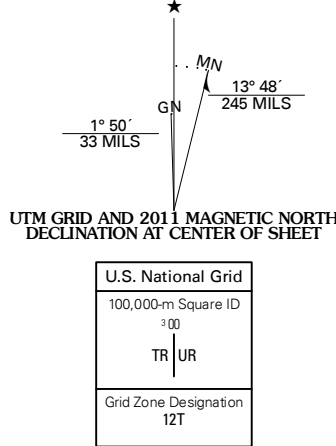 ★
MN
GN
13° 48´
245 MILS
1° 50´
33 MILS
UTM GRID AND 2011 MAGNETIC NORTH
DECLINATION AT CENTER OF SHEET
U.S. National Grid
100,000-m Square ID
300
TR UR
Grid Zone Designation
12T